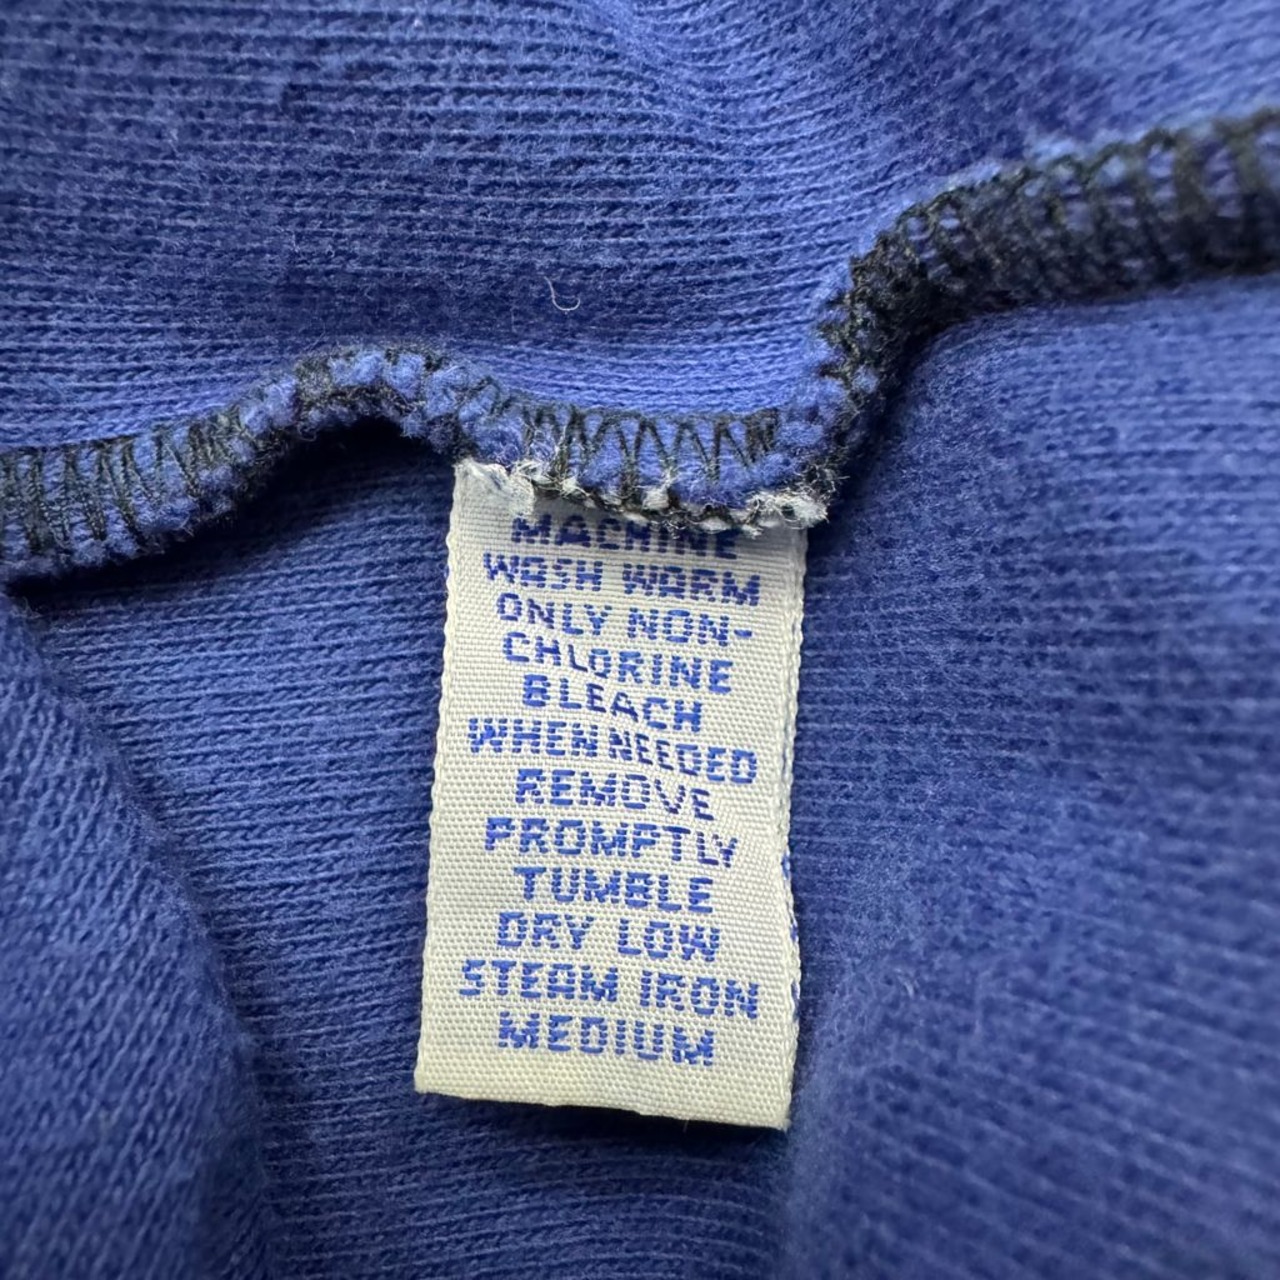 MACHINE
WASH WARM
ONLY NON-
CHLORINE
BLEACH
WHEN NEEDED
REMOVE
PROMPTLY
TUMBLE
DRY LOW
STEAM IRON
MEDIUM